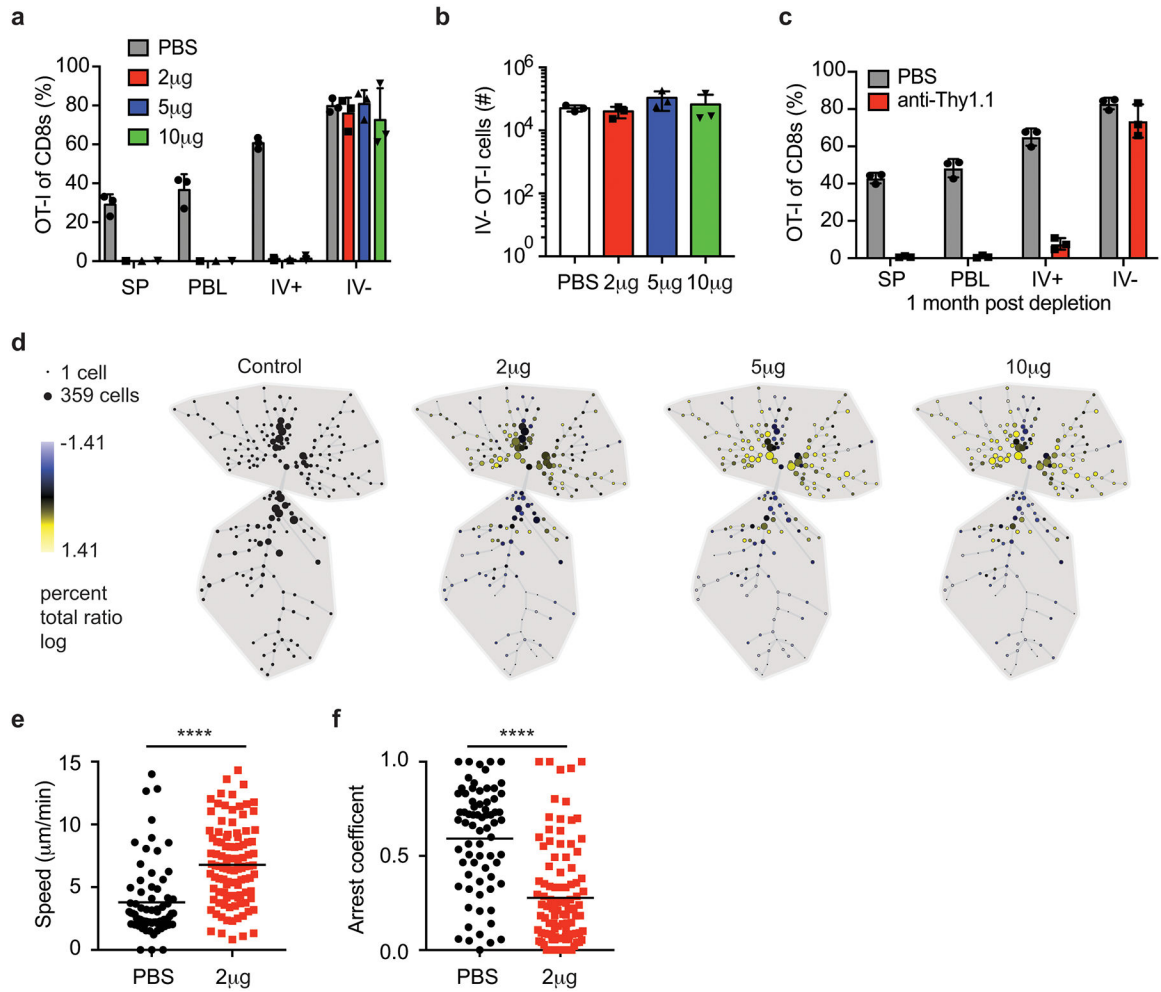 a
PBS
2μg
5μg
10μg
OT-I of CD8s (%)
100
80
60
40
20
0
SP PBL IV+ IV-
b
IV- OT-I cells (#)
10⁶
10⁴
10²
10⁰
PBS 2μg 5μg 10μg
c
PBS
anti-Thy1.1
OT-I of CD8s (%)
100
80
60
40
20
0
SP PBL IV+ IV-
1 month post depletion
d
1 cell
359 cells
-1.41
1.41
percent
total ratio
log
Control 2μg 5μg 10μg
e
****
Speed (μm/min)
15
10
5
0
PBS 2μg
f
****
Arrest coefficent
1.0
0.5
0.0
PBS 2μg